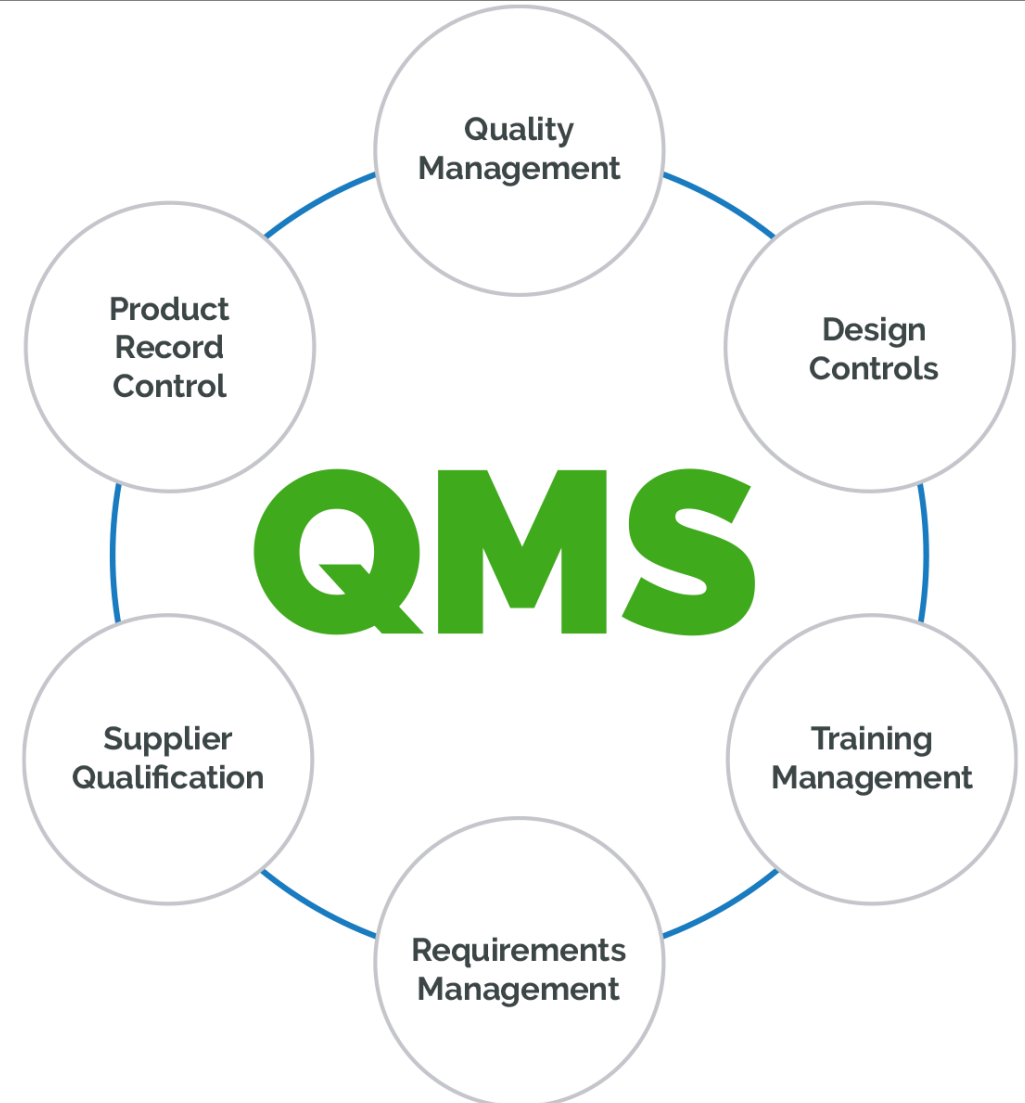 Quality
Management
Design
Controls
Training
Management
Requirements
Management
Supplier
Qualification
Product
Record
Control
QMS